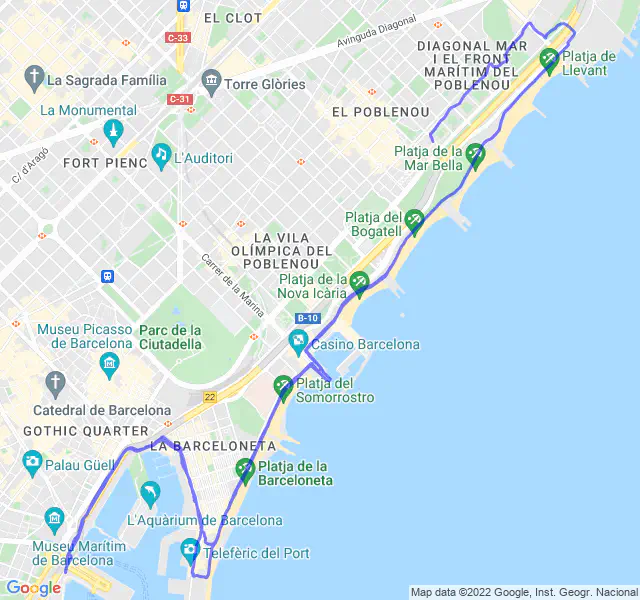 EL CLOT
C-33
Avinguda Diagonal
DIAGONAL MAR
I EL FRONT
MARÍTIM DEL
POBLENOU
Platja de
Llevant
La Sagrada Família
Torre Glòries
C-31
La Monumental
EL POBLENOU
C/ d'Aragó
FORT PIENC
L'Auditori
Platja de la
Mar Bella
Platja del
Bogatell
LA VILA
OLÍMPICA DEL
POBLENOU
Carrer de la Marina
Platja de la
Nova Icària
B-10
Museu Picasso
de Barcelona
Parc de la
Ciutadella
Casino Barcelona
Catedral de Barcelona
22
Platja del
Somorrostro
GOTHIC QUARTER
LA BARCELONETA
Palau Güell
Platja de la
Barceloneta
L'Aquàrium de Barcelona
Museu Marítim
de Barcelona
Telefèric del Port
Google
Map data ©2022 Google, Inst. Geogr. Nacional